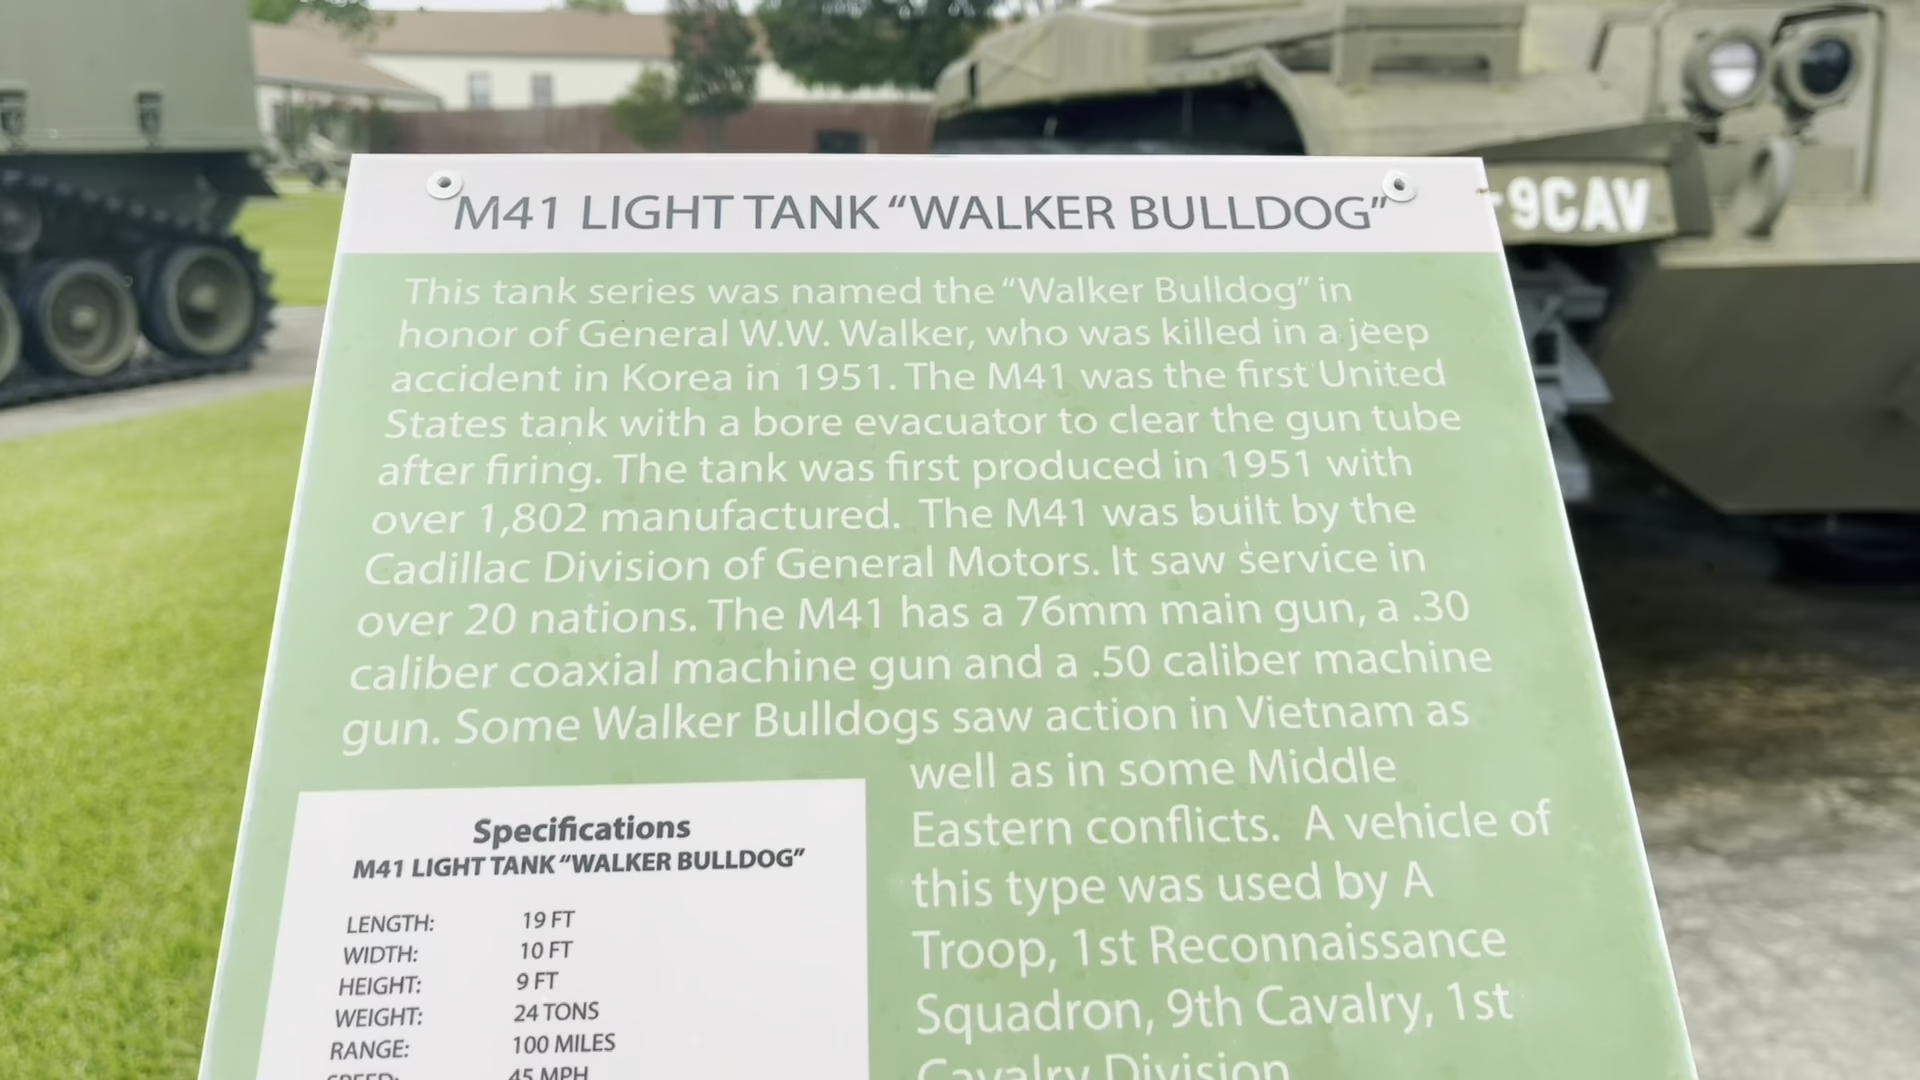 M41 LIGHT TANK “WALKER BULLDOG”
9CAV
This tank series was named the “Walker Bulldog” in
honor of General W.W. Walker, who was killed in a jeep
accident in Korea in 1951. The M41 was the first United
States tank with a bore evacuator to clear the gun tube
after firing. The tank was first produced in 1951 with
over 1,802 manufactured. The M41 was built by the
Cadillac Division of General Motors. It saw service in
over 20 nations. The M41 has a 76mm main gun, a .30
caliber coaxial machine gun and a .50 caliber machine
gun. Some Walker Bulldogs saw action in Vietnam as
well as in some Middle
Eastern conflicts. A vehicle of
this type was used by A
Troop, 1st Reconnaissance
Squadron, 9th Cavalry, 1st
Cavalry Division
Specifications
M41 LIGHT TANK “WALKER BULLDOG”
LENGTH: 19 FT
WIDTH: 10 FT
HEIGHT: 9 FT
WEIGHT: 24 TONS
RANGE: 100 MILES
SPEED: 45 MPH